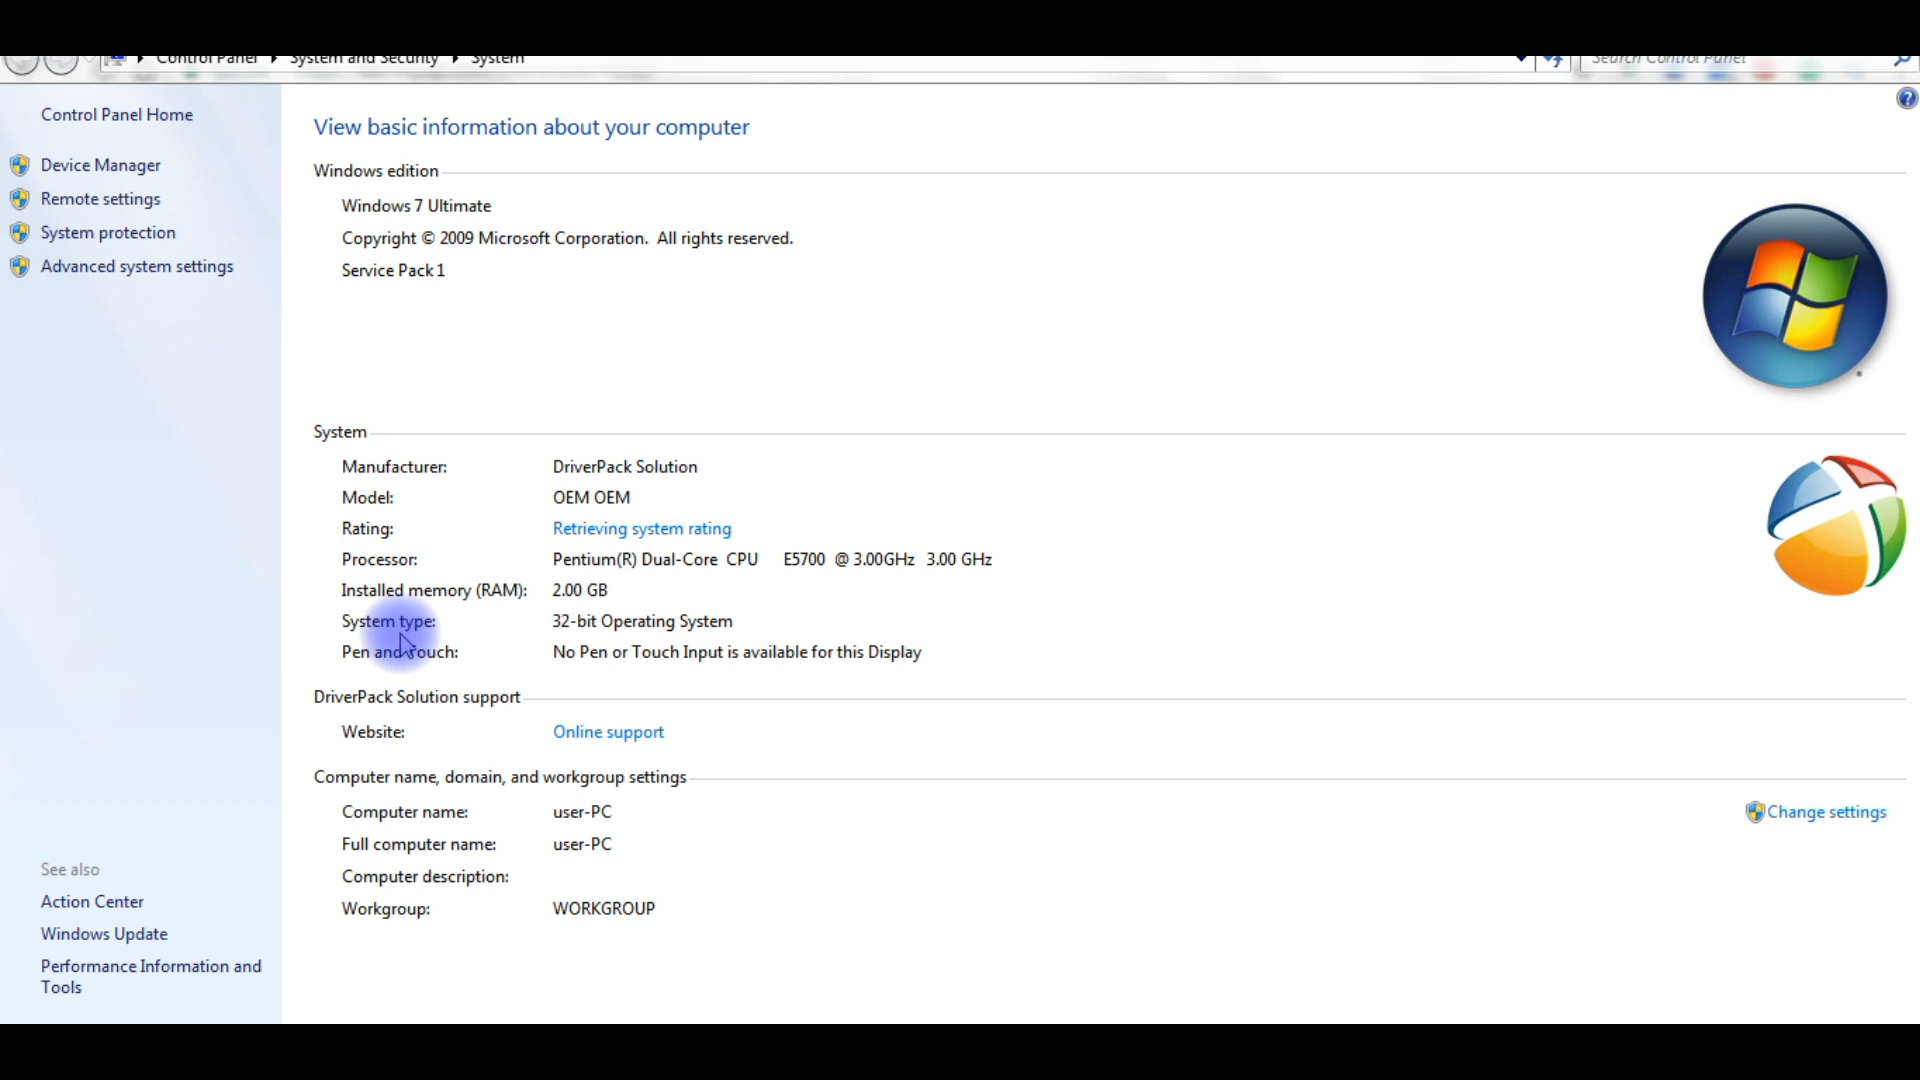 Control Panel ▸ System and Security ▸ System
Search Control Panel
Control Panel Home
Device Manager
Remote settings
System protection
Advanced system settings
See also
Action Center
Windows Update
Performance Information and
Tools
View basic information about your computer
Windows edition
Windows 7 Ultimate
Copyright © 2009 Microsoft Corporation.  All rights reserved.
Service Pack 1
System
Manufacturer: DriverPack Solution
Model: OEM OEM
Rating: Retrieving system rating
Processor: Pentium(R) Dual-Core  CPU      E5700  @ 3.00GHz   3.00 GHz
Installed memory (RAM): 2.00 GB
System type: 32-bit Operating System
Pen and Touch: No Pen or Touch Input is available for this Display
DriverPack Solution support
Website: Online support
Computer name, domain, and workgroup settings
Computer name: user-PC
Change settings
Full computer name: user-PC
Computer description:
Workgroup: WORKGROUP